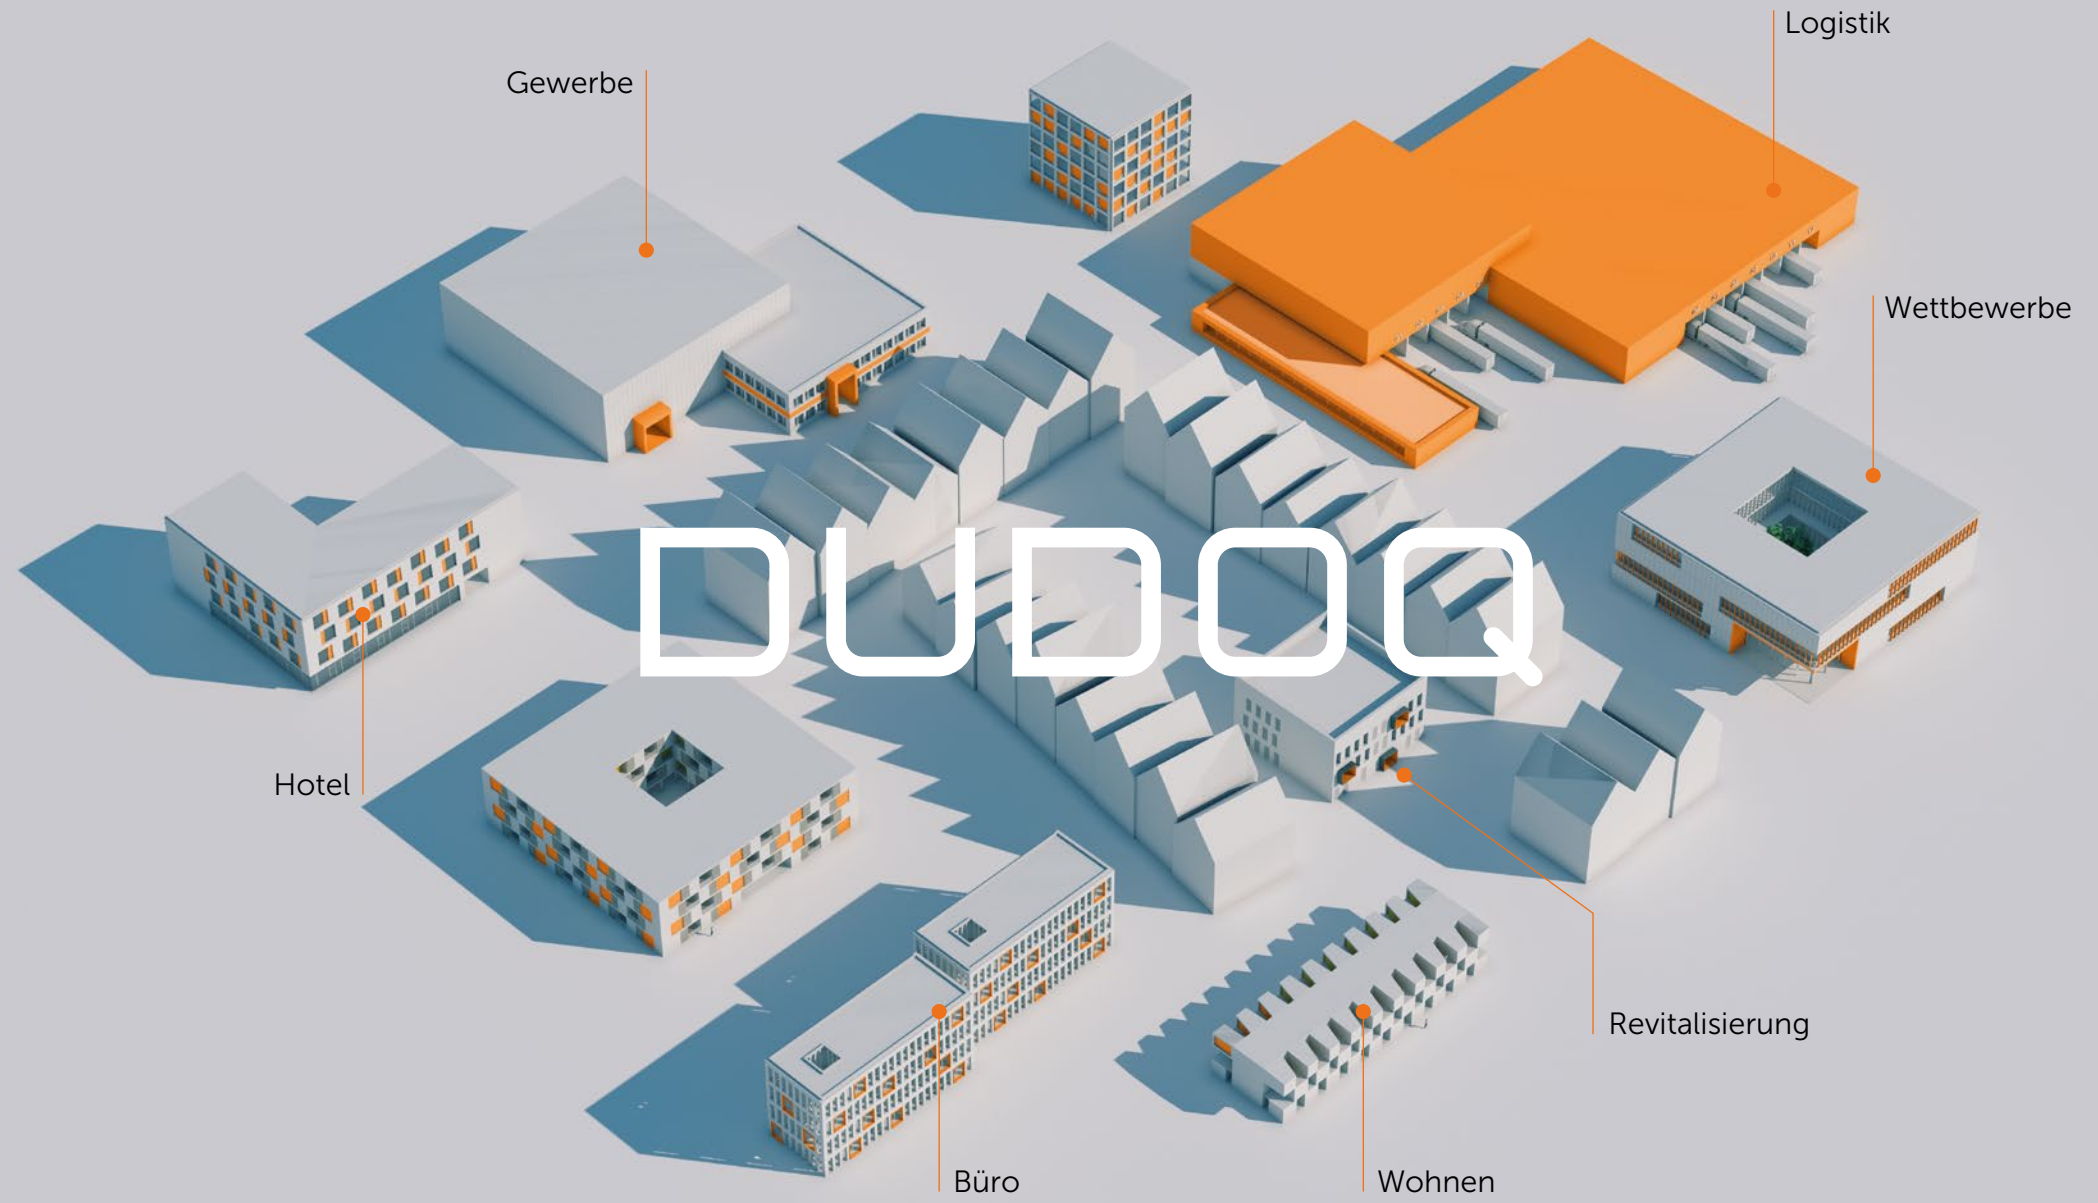 Logistik
Gewerbe
Wettbewerbe
DUDOQ
Hotel
Revitalisierung
Büro
Wohnen